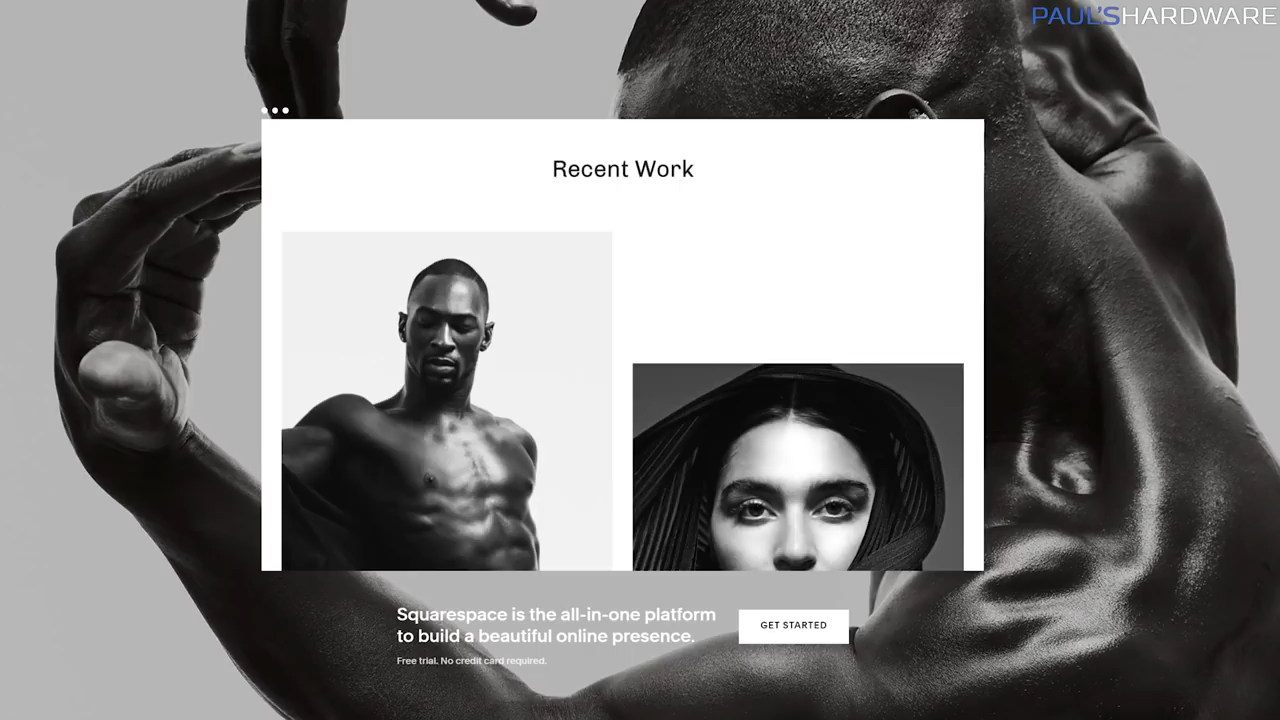 PAUL'SHARDWARE
Recent Work
Squarespace is the all-in-one platform
to build a beautiful online presence.
GET STARTED
Free trial. No credit card required.